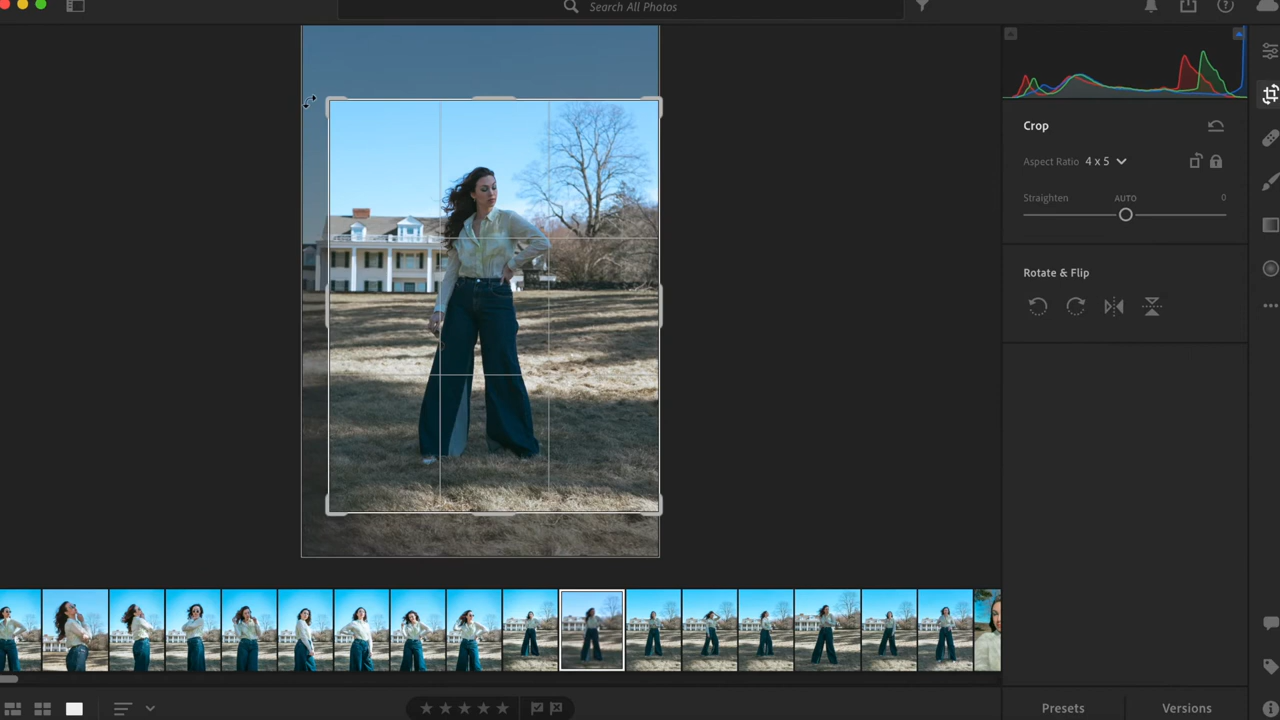 Search All Photos
Crop
Aspect Ratio 4 x 5
Straighten AUTO 0
Rotate & Flip
Presets Versions